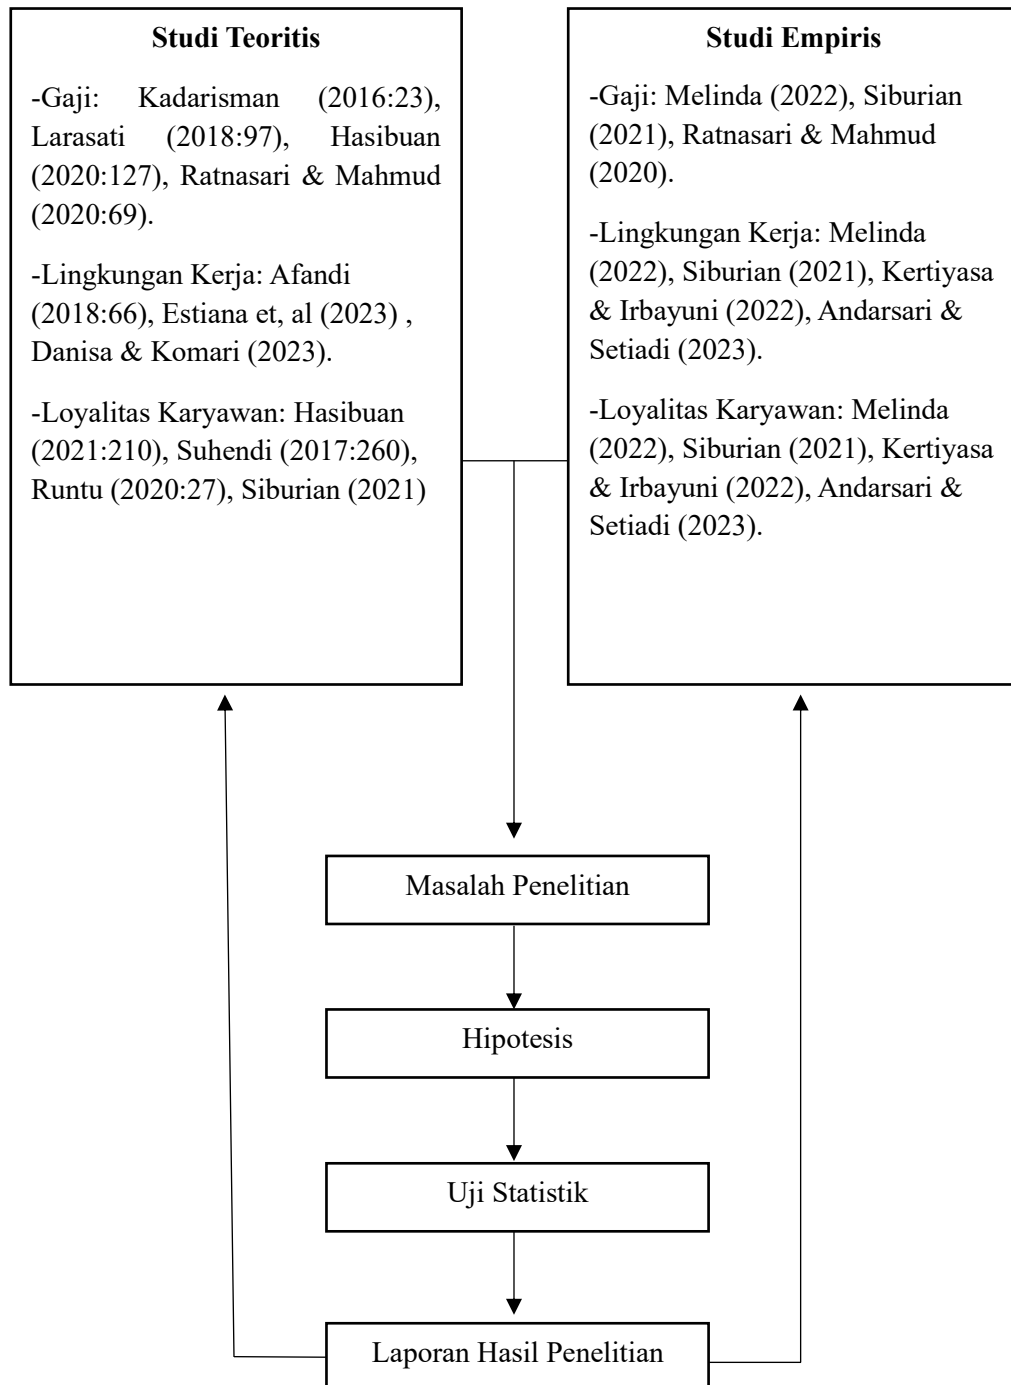 Studi Teoritis
-Gaji: Kadarisman (2016:23),
Larasati (2018:97), Hasibuan
(2020:127), Ratnasari & Mahmud
(2020:69).
-Lingkungan Kerja: Afandi
(2018:66), Estiana et, al (2023) ,
Danisa & Komari (2023).
-Loyalitas Karyawan: Hasibuan
(2021:210), Suhendi (2017:260),
Runtu (2020:27), Siburian (2021)
Studi Empiris
-Gaji: Melinda (2022), Siburian
(2021), Ratnasari & Mahmud
(2020).
-Lingkungan Kerja: Melinda
(2022), Siburian (2021), Kertiyasa
& Irbayuni (2022), Andarsari &
Setiadi (2023).
-Loyalitas Karyawan: Melinda
(2022), Siburian (2021), Kertiyasa
& Irbayuni (2022), Andarsari &
Setiadi (2023).
Masalah Penelitian
Hipotesis
Uji Statistik
Laporan Hasil Penelitian